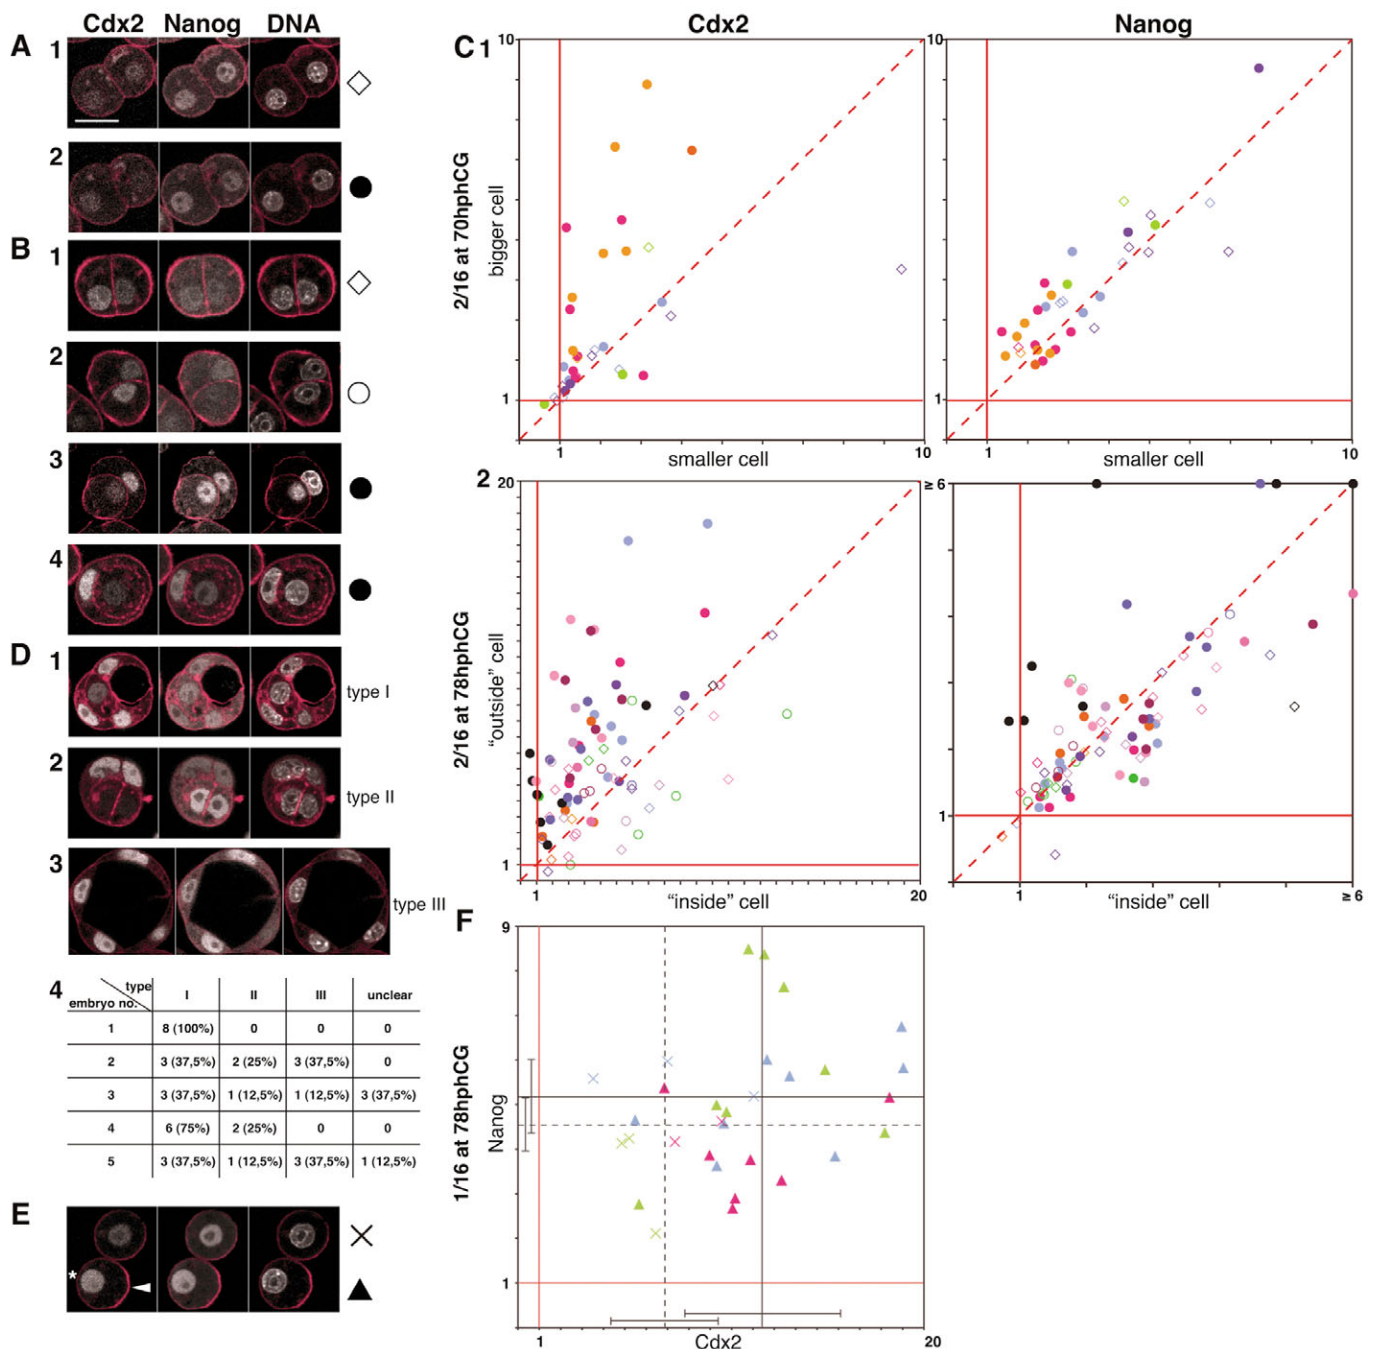 Cdx2 Nanog DNA
A
1
2
B
1
2
3
4
D
1
type I
2
type II
3
type III
4
type
embryo no. I II III unclear
1 8 (100%) 0 0 0
2 3 (37,5%) 2 (25%) 3 (37,5%) 0
3 3 (37,5%) 1 (12,5%) 1 (12,5%) 3 (37,5%)
4 6 (75%) 2 (25%) 0 0
5 3 (37,5%) 1 (12,5%) 3 (37,5%) 1 (12,5%)
E
*
C 1
Cdx2
10
2/16 at 70hphCG
bigger cell
1
1
smaller cell
10
Nanog
10
1
1
smaller cell
10
2
20
2/16 at 78hphCG
“outside” cell
1
1
“inside” cell
20
≥ 6
1
1
“inside” cell
≥ 6
F
9
1/16 at 78hphCG
Nanog
1
1
Cdx2
20